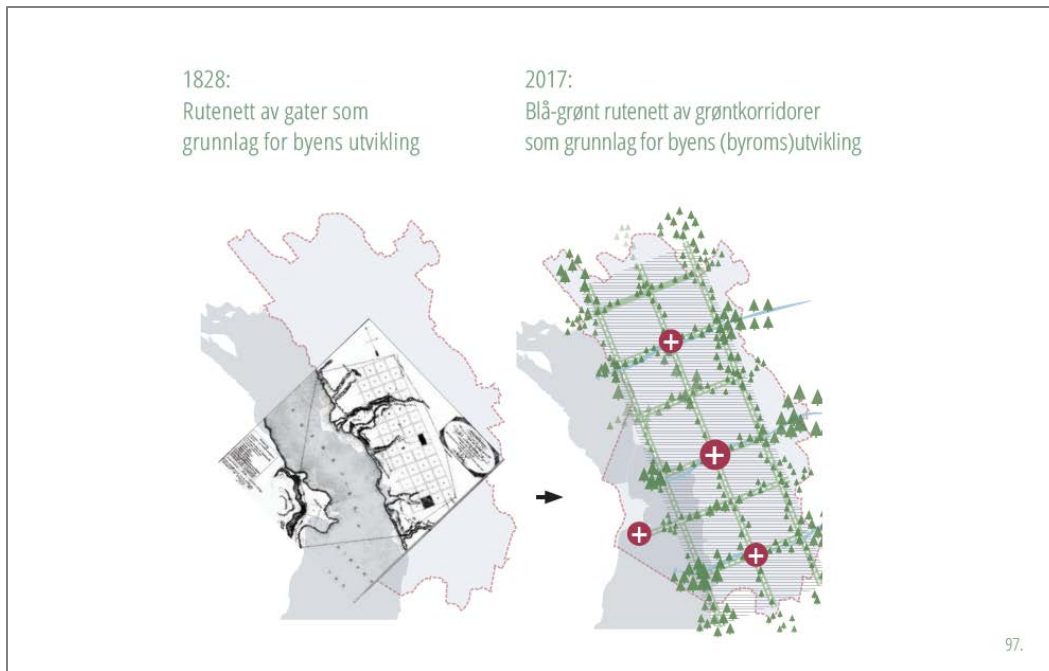 1828:
Rutenett av gater som
grunnlag for byens utvikling
2017:
Blå-grønt rutenett av grøntkorridorer
som grunnlag for byens (byroms)utvikling
97.